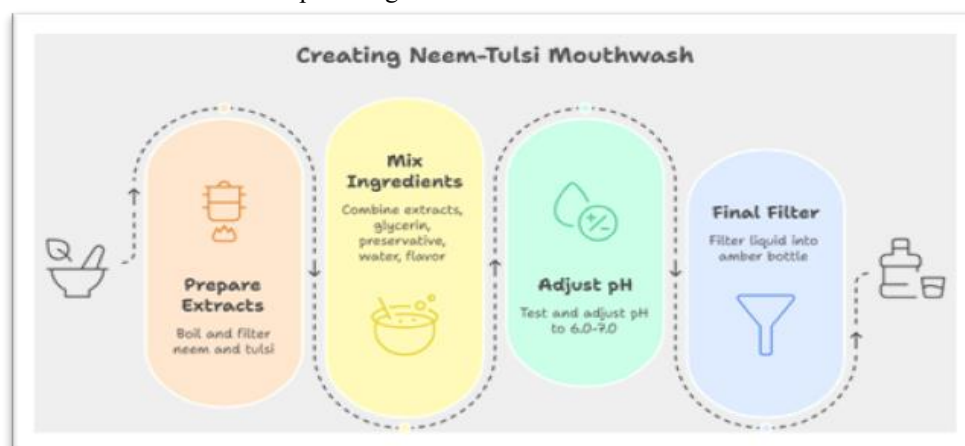 Creating Neem-Tulsi Mouthwash
Prepare
Extracts
Boil and filter
neem and tulsi
Mix
Ingredients
Combine extracts,
glycerin,
preservative,
water, flavor
Adjust pH
Test and adjust pH
to 6.0-7.0
Final Filter
Filter liquid into
amber bottle